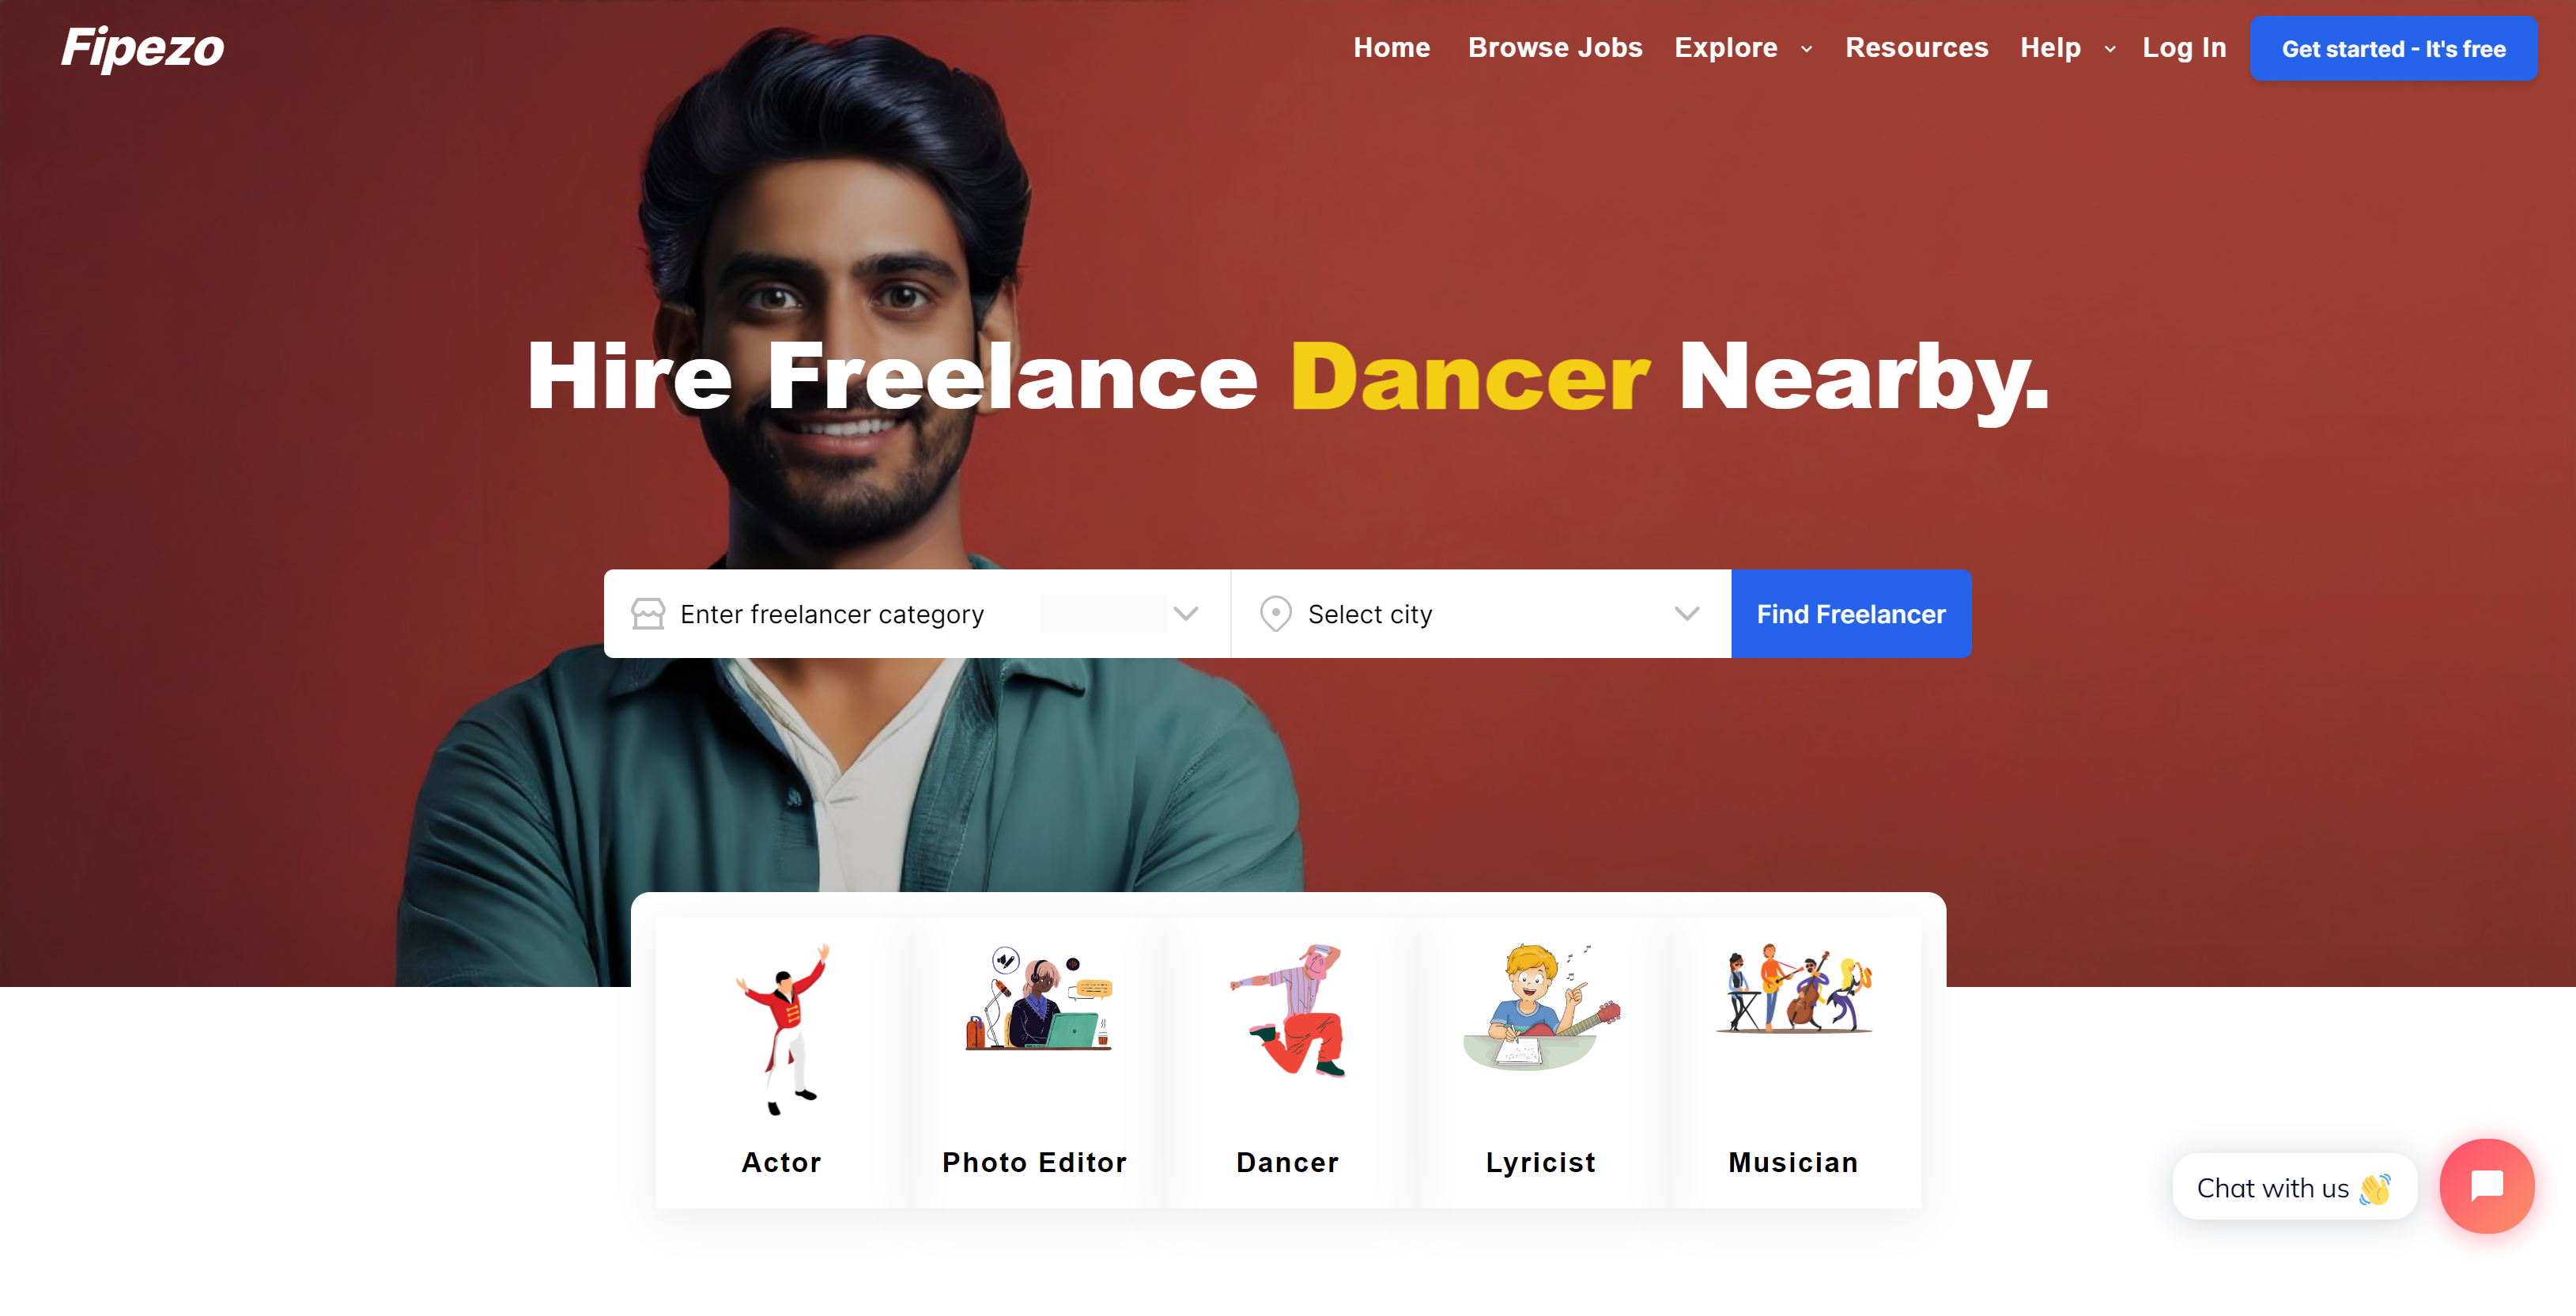 Fipezo
Home Browse Jobs Explore Resources Help Log In Get started - It's free
Hire Freelance Dancer Nearby.
Enter freelancer category Select city Find Freelancer
Actor Photo Editor Dancer Lyricist Musician
Chat with us 👋